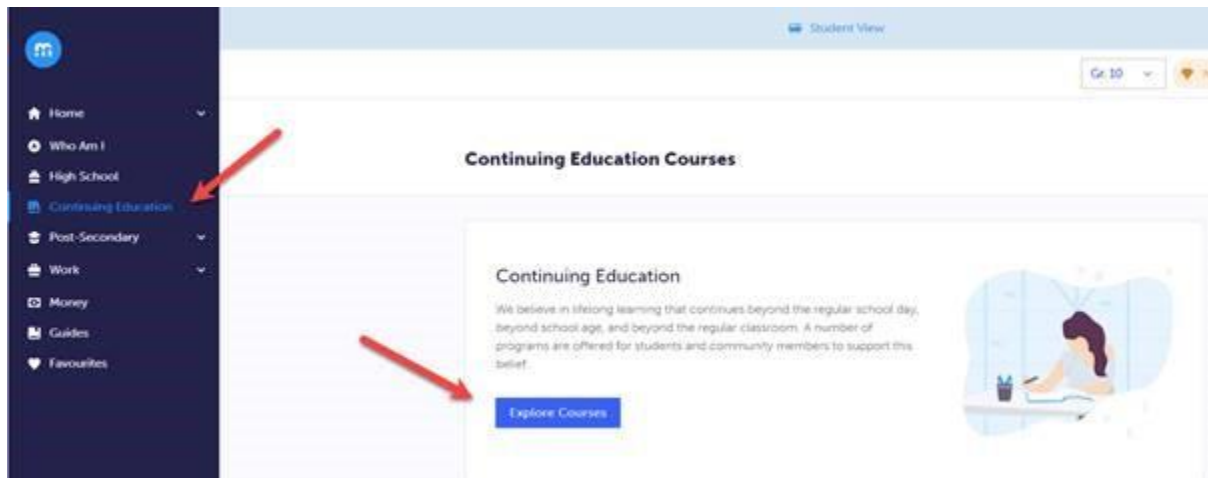 m
Student View
Gr. 10
Home
Who Am I
High School
Continuing Education
Post-Secondary
Work
Money
Guides
Favourites
Continuing Education Courses
Continuing Education
We believe in lifelong learning that continues beyond the regular school day,
beyond school age, and beyond the regular classroom. A number of
programs are offered for students and community members to support this
belief.
Explore Courses